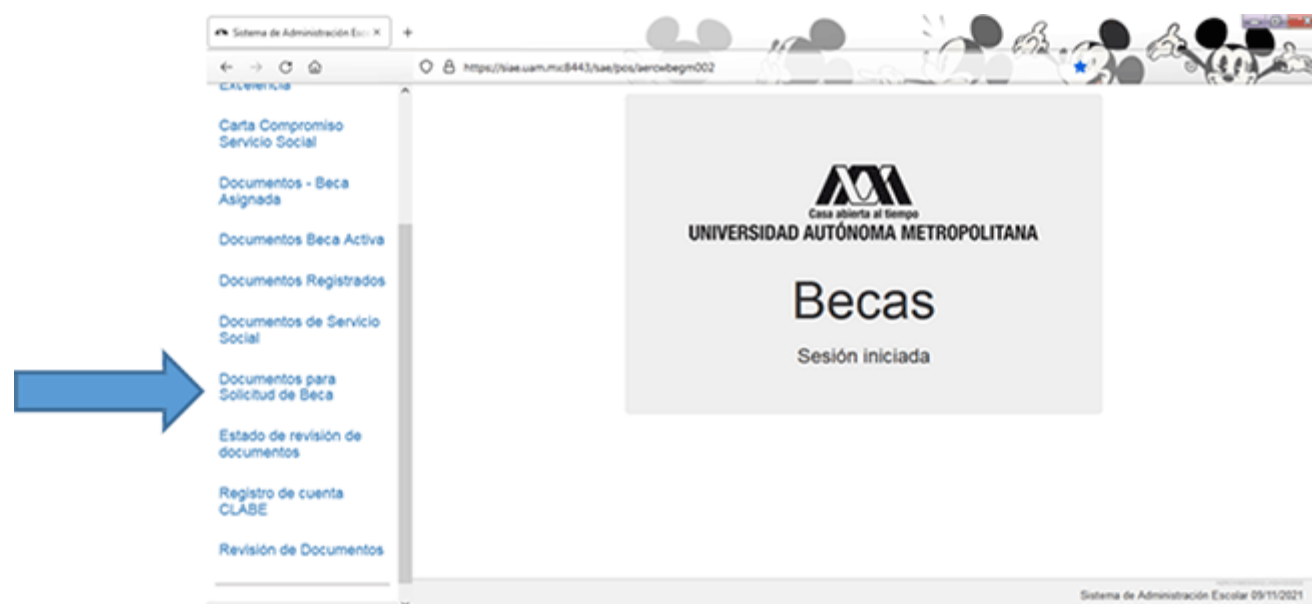 Sistema de Administración Esco
https://siae.uam.mx:8443/sae/pos/aercwbegm002
Excelencia
Carta Compromiso
Servicio Social
Documentos - Beca
Asignada
Documentos Beca Activa
Documentos Registrados
Documentos de Servicio
Social
Documentos para
Solicitud de Beca
Estado de revisión de
documentos
Registro de cuenta
CLABE
Revisión de Documentos
Casa abierta al tiempo
UNIVERSIDAD AUTÓNOMA METROPOLITANA
Becas
Sesión iniciada
Sistema de Administración Escolar 09/11/2021